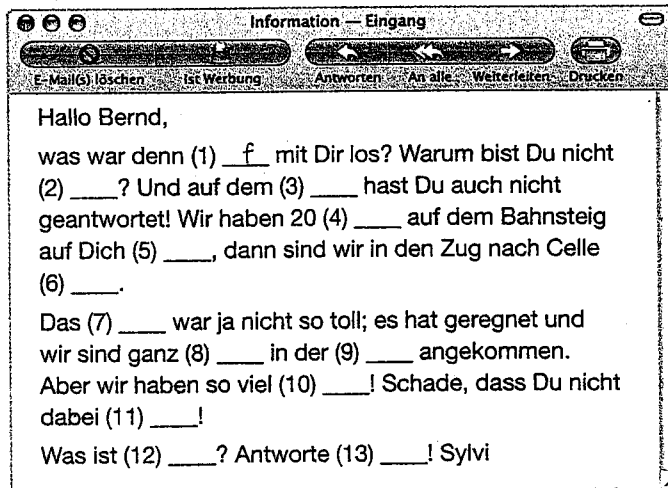 Information — Eingang
E-Mail(s) löschen Ist Werbung Antworten An alle Weiterleiten Drucken
Hallo Bernd,
was war denn (1) __f__ mit Dir los? Warum bist Du nicht
(2) ____? Und auf dem (3) ____ hast Du auch nicht
geantwortet! Wir haben 20 (4) ____ auf dem Bahnsteig
auf Dich (5) ____, dann sind wir in den Zug nach Celle
(6) ____.
Das (7) ____ war ja nicht so toll; es hat geregnet und
wir sind ganz (8) ____ in der (9) ____ angekommen.
Aber wir haben so viel (10) ____! Schade, dass Du nicht
dabei (11) ____!
Was ist (12) ____? Antworte (13) ____! Sylvi